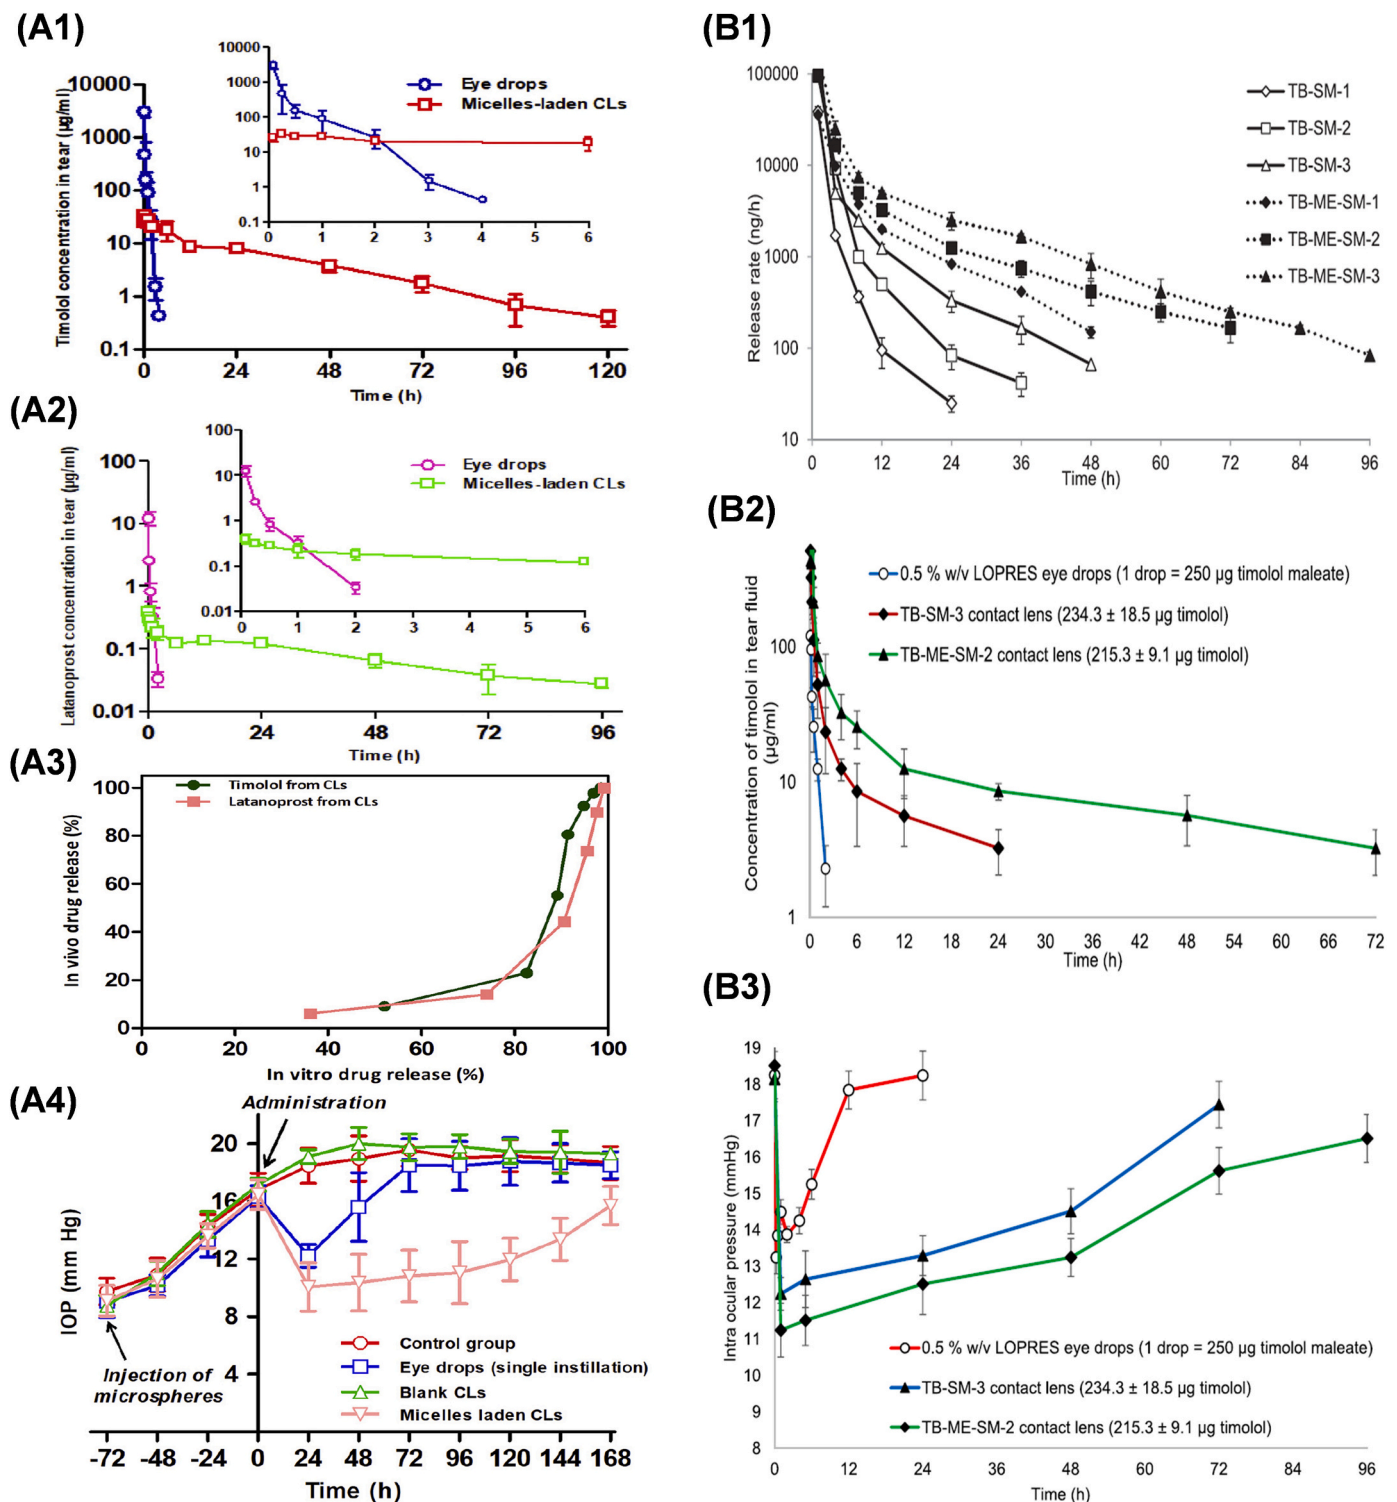 (A1)
Timolol concentration in tear (µg/ml)
10000
1000
100
10
1
0.1
0 24 48 72 96 120
Time (h)
10000
1000
100
10
1
0.1
0 1 2 3 4 5 6
Eye drops
Micelles-laden CLs
(A2)
Latanoprost concentration in tear (µg/ml)
100
10
1
0.1
0.01
0 24 48 72 96
Time (h)
100
10
1
0.1
0.01
0 1 2 3 4 5 6
Eye drops
Micelles-laden CLs
(A3)
In vivo drug release (%)
100
80
60
40
20
0
0 20 40 60 80 100
In vitro drug release (%)
Timolol from CLs
Latanoprost from CLs
(A4)
Administration
IOP (mm Hg)
20
16
12
8
4
Injection of
microspheres
Control group
Eye drops (single instillation)
Blank CLs
Micelles laden CLs
-72 -48 -24 0 24 48 72 96 120 144 168
Time (h)
(B1)
Release rate (ng/h)
100000
10000
1000
100
10
0 12 24 36 48 60 72 84 96
Time (h)
TB-SM-1
TB-SM-2
TB-SM-3
TB-ME-SM-1
TB-ME-SM-2
TB-ME-SM-3
(B2)
Concentration of timolol in tear fluid
(µg/ml)
100
10
1
0 6 12 18 24 30 36 42 48 54 60 66 72
Time (h)
0.5 % w/v LOPRES eye drops (1 drop = 250 µg timolol maleate)
TB-SM-3 contact lens (234.3 ± 18.5 µg timolol)
TB-ME-SM-2 contact lens (215.3 ± 9.1 µg timolol)
(B3)
Intra ocular pressure (mmHg)
19
18
17
16
15
14
13
12
11
10
9
8
0 12 24 36 48 60 72 84 96
Time (h)
0.5 % w/v LOPRES eye drops (1 drop = 250 µg timolol maleate)
TB-SM-3 contact lens (234.3 ± 18.5 µg timolol)
TB-ME-SM-2 contact lens (215.3 ± 9.1 µg timolol)